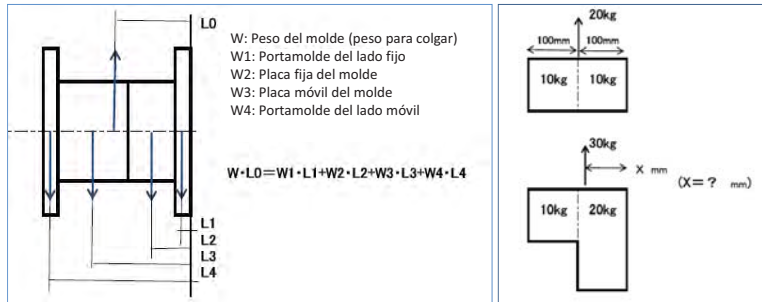 L0
W: Peso del molde (peso para colgar)
W1: Portamolde del lado fijo
W2: Placa fija del molde
W3: Placa móvil del molde
W4: Portamolde del lado móvil
W·L0=W1·L1+W2·L2+W3·L3+W4·L4
L1
L2
L3
L4
20kg
100mm 100mm
10kg 10kg
30kg
X mm
(X=? mm)
10kg 20kg